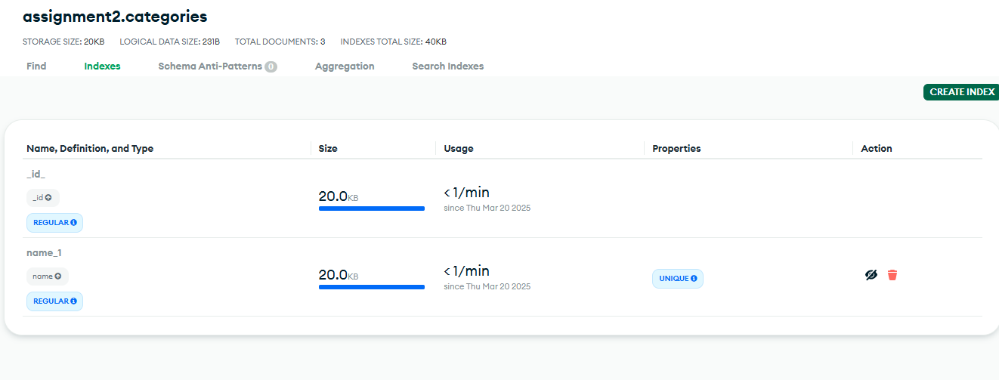 assignment2.categories
STORAGE SIZE: 20KB LOGICAL DATA SIZE: 231B TOTAL DOCUMENTS: 3 INDEXES TOTAL SIZE: 40KB
Find Indexes Schema Anti-Patterns 0 Aggregation Search Indexes
CREATE INDEX
Name, Definition, and Type Size Usage Properties Action
_id_
_id
REGULAR
20.0KB
< 1/min
since Thu Mar 20 2025
name_1
name
REGULAR
20.0KB
< 1/min
since Thu Mar 20 2025
UNIQUE